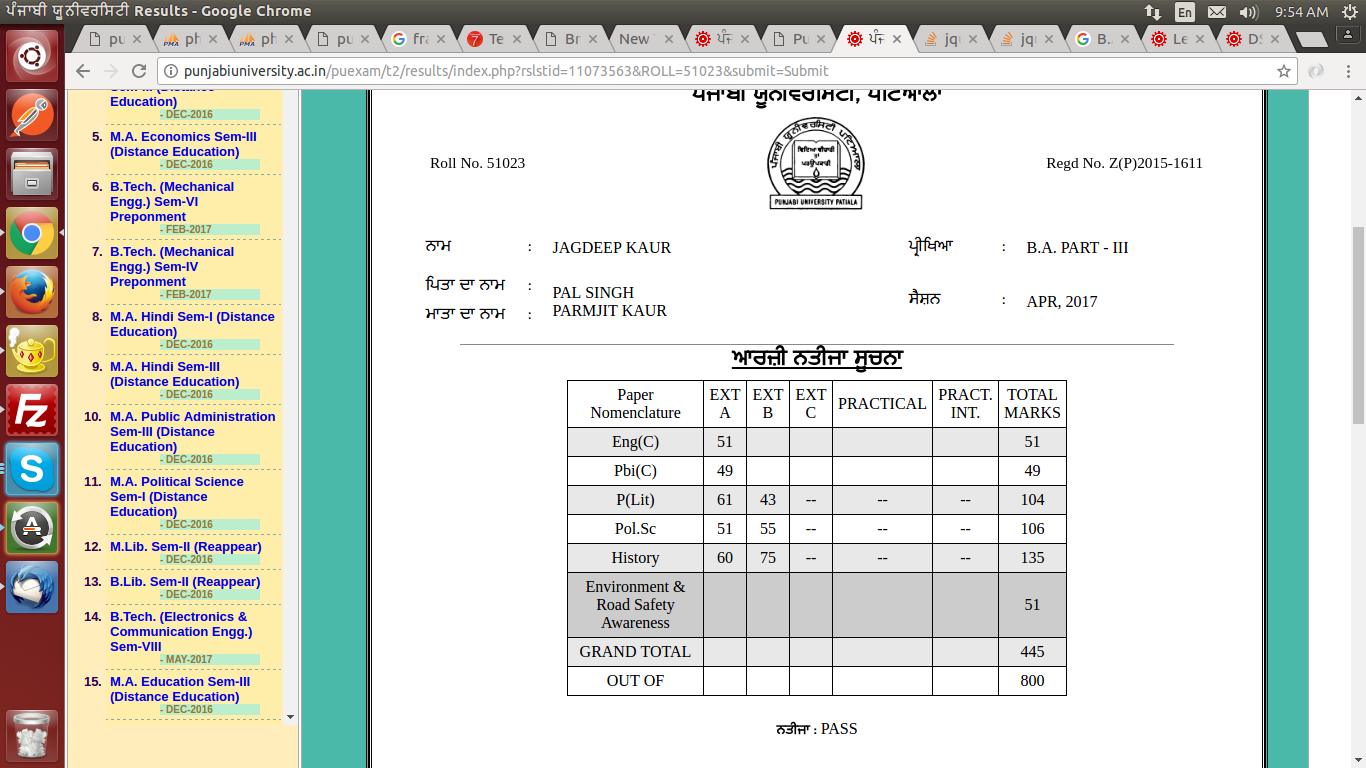 ਪੰਜਾਬੀ ਯੂਨੀਵਰਸਿਟੀ Results - Google Chrome
En 9:54 AM
pu
ph
ph
pu
fra
Te
Br
New
ਪੰਜ
Pu
ਪੰਜ
jqu
jqu
B.A
Le
DS
punjabiuniversity.ac.in/puexam/t2/results/index.php?rslstid=11073563&ROLL=51023&submit=Submit
Education)
- DEC-2016
5. M.A. Economics Sem-III
(Distance Education)
- DEC-2016
6. B.Tech. (Mechanical
Engg.) Sem-VI
Preponment
- FEB-2017
7. B.Tech. (Mechanical
Engg.) Sem-IV
Preponment
- FEB-2017
8. M.A. Hindi Sem-I (Distance
Education)
- DEC-2016
9. M.A. Hindi Sem-III
(Distance Education)
- DEC-2016
10. M.A. Public Administration
Sem-III (Distance
Education)
- DEC-2016
11. M.A. Political Science
Sem-I (Distance
Education)
- DEC-2016
12. M.Lib. Sem-II (Reappear)
- DEC-2016
13. B.Lib. Sem-II (Reappear)
- DEC-2016
14. B.Tech. (Electronics &
Communication Engg.)
Sem-VIII
- MAY-2017
15. M.A. Education Sem-III
(Distance Education)
- DEC-2016
ਪੰਜਾਬੀ ਯੂਨੀਵਰਸਿਟੀ, ਪਟਿਆਲਾ
Roll No. 51023
ਪੰਜਾਬੀ ਯੂਨੀਵਰਸਿਟੀ ਪਟਿਆਲਾ
ਵਿਦਿਆ ਵੀਚਾਰੀ
ਤਾਂ
ਪਰਉਪਕਾਰੀ
PUNJABI UNIVERSITY PATIALA
Regd No. Z(P)2015-1611
ਨਾਮ : JAGDEEP KAUR ਪ੍ਰੀਖਿਆ : B.A. PART - III
ਪਿਤਾ ਦਾ ਨਾਮ : PAL SINGH
ਮਾਤਾ ਦਾ ਨਾਮ : PARMJIT KAUR
ਸੈਸ਼ਨ : APR, 2017
ਆਰਜ਼ੀ ਨਤੀਜਾ ਸੂਚਨਾ
Paper Nomenclature EXT A EXT B EXT C PRACTICAL PRACT. INT. TOTAL MARKS
Eng(C) 51 51
Pbi(C) 49 49
P(Lit) 61 43 -- -- -- 104
Pol.Sc 51 55 -- -- -- 106
History 60 75 -- -- -- 135
Environment &
Road Safety 51
Awareness
GRAND TOTAL 445
OUT OF 800
ਨਤੀਜਾ : PASS